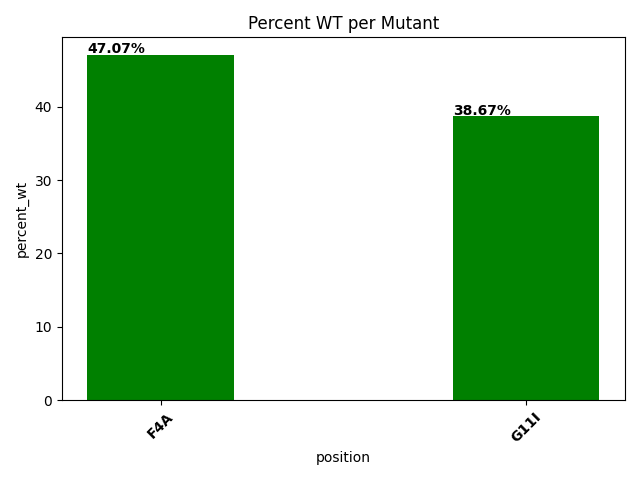 Percent WT per Mutant
47.07%
38.67%
40
30
20
10
0
percent_wt
F4A
G11I
position